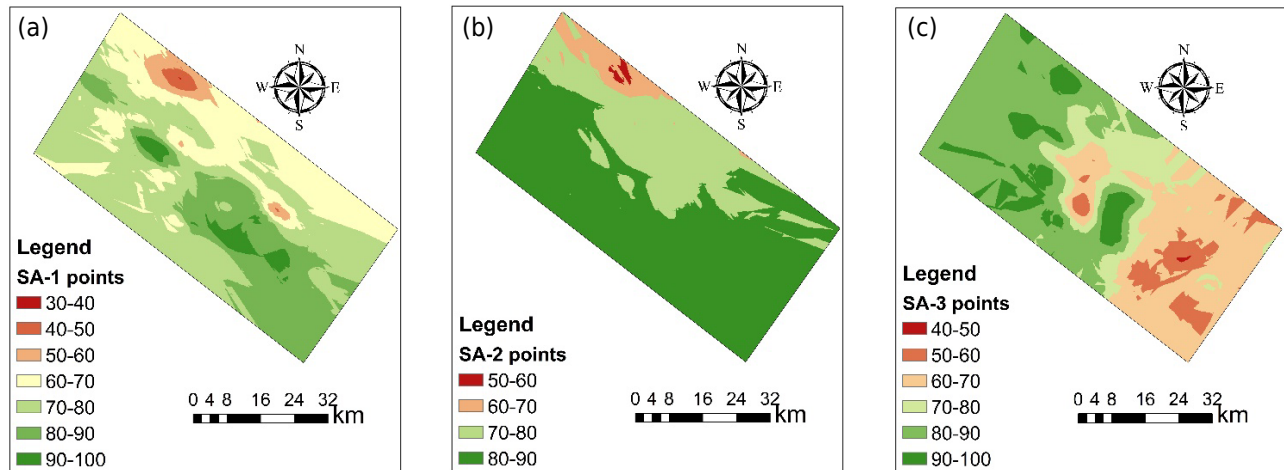 (a)
N
W E
S
Legend
SA-1 points
30-40
40-50
50-60
60-70
70-80
80-90
90-100
0 4 8 16 24 32
km
(b)
N
W E
S
Legend
SA-2 points
50-60
60-70
70-80
80-90
0 4 8 16 24 32
km
(c)
N
W E
S
Legend
SA-3 points
40-50
50-60
60-70
70-80
80-90
90-100
0 4 8 16 24 32
km